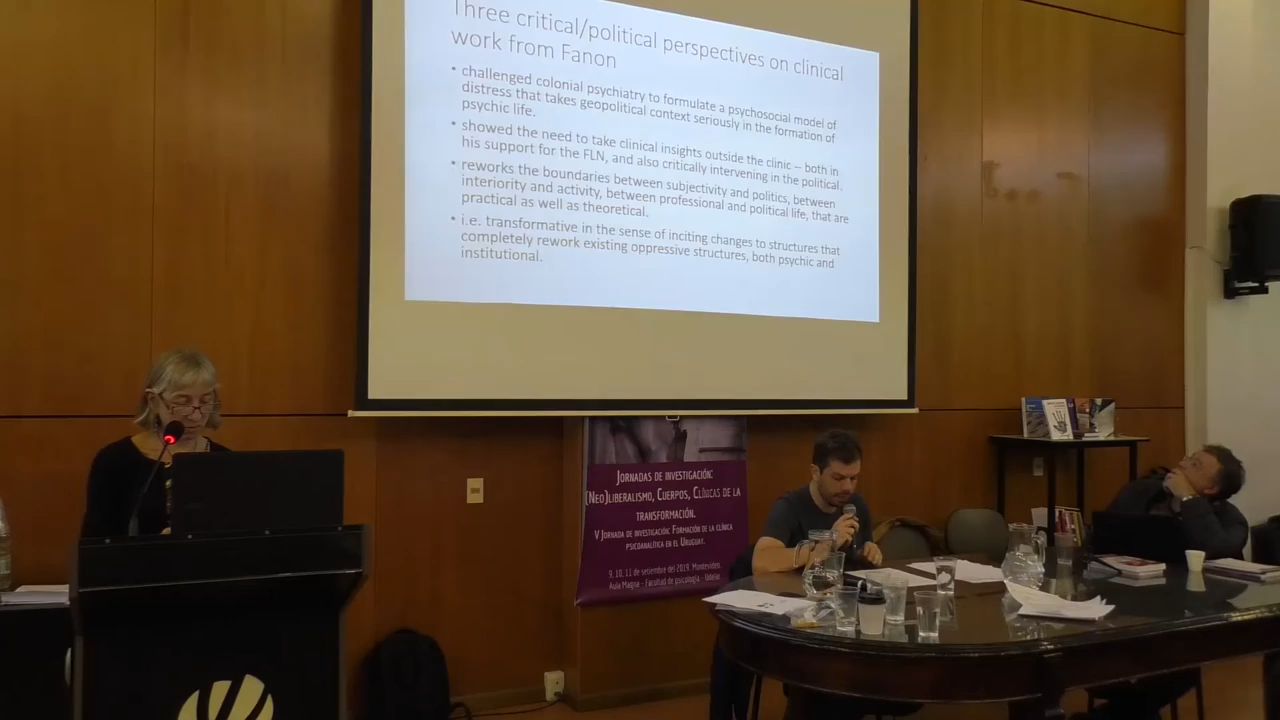 Three critical/political perspectives on clinical
work from Fanon
• challenged colonial psychiatry to formulate a psychosocial model of
distress that takes geopolitical context seriously in the formation of
psychic life.
• showed the need to take clinical insights outside the clinic – both in
his support for the FLN, and also critically intervening in the political.
• reworks the boundaries between subjectivity and politics, between
interiority and activity, between professional and political life, that are
practical as well as theoretical.
• i.e. transformative in the sense of inciting changes to structures that
completely rework existing oppressive structures, both psychic and
institutional.
Jornadas de investigación:
(Neo)liberalismo, Cuerpos, Clínicas de la
transformación.
V Jornada de investigación: Formación de la clínica
psicoanalítica en el Uruguay.
9, 10, 11 de setiembre del 2019. Montevideo
Aula Magna - Facultad de psicología - Udelar